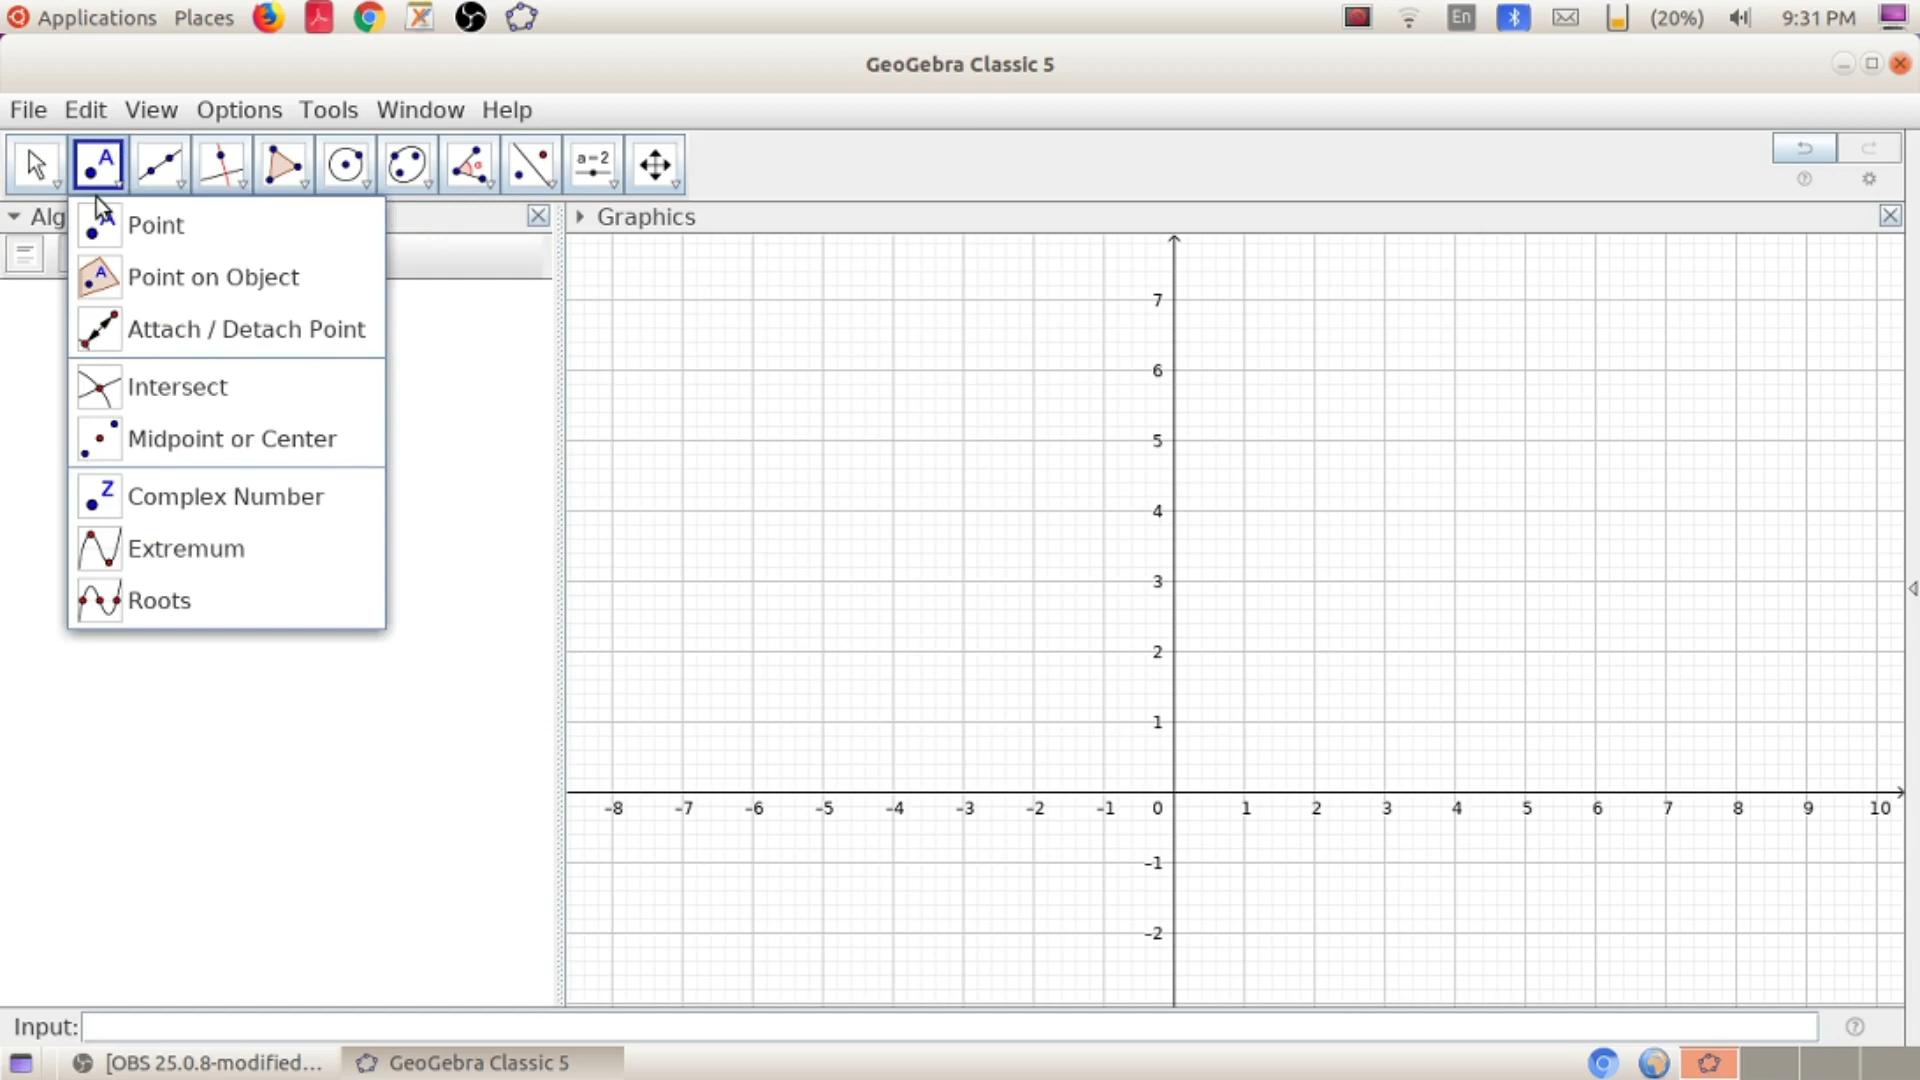 Applications Places En (20%) 9:31 PM
GeoGebra Classic 5
File Edit View Options Tools Window Help
A a=2
Alg Graphics
A Point
A Point on Object
Attach / Detach Point
Intersect
Midpoint or Center
Z Complex Number
Extremum
Roots
7
6
5
4
3
2
1
-8 -7 -6 -5 -4 -3 -2 -1 0 1 2 3 4 5 6 7 8 9 10
-1
-2
Input:
[OBS 25.0.8-modified... GeoGebra Classic 5